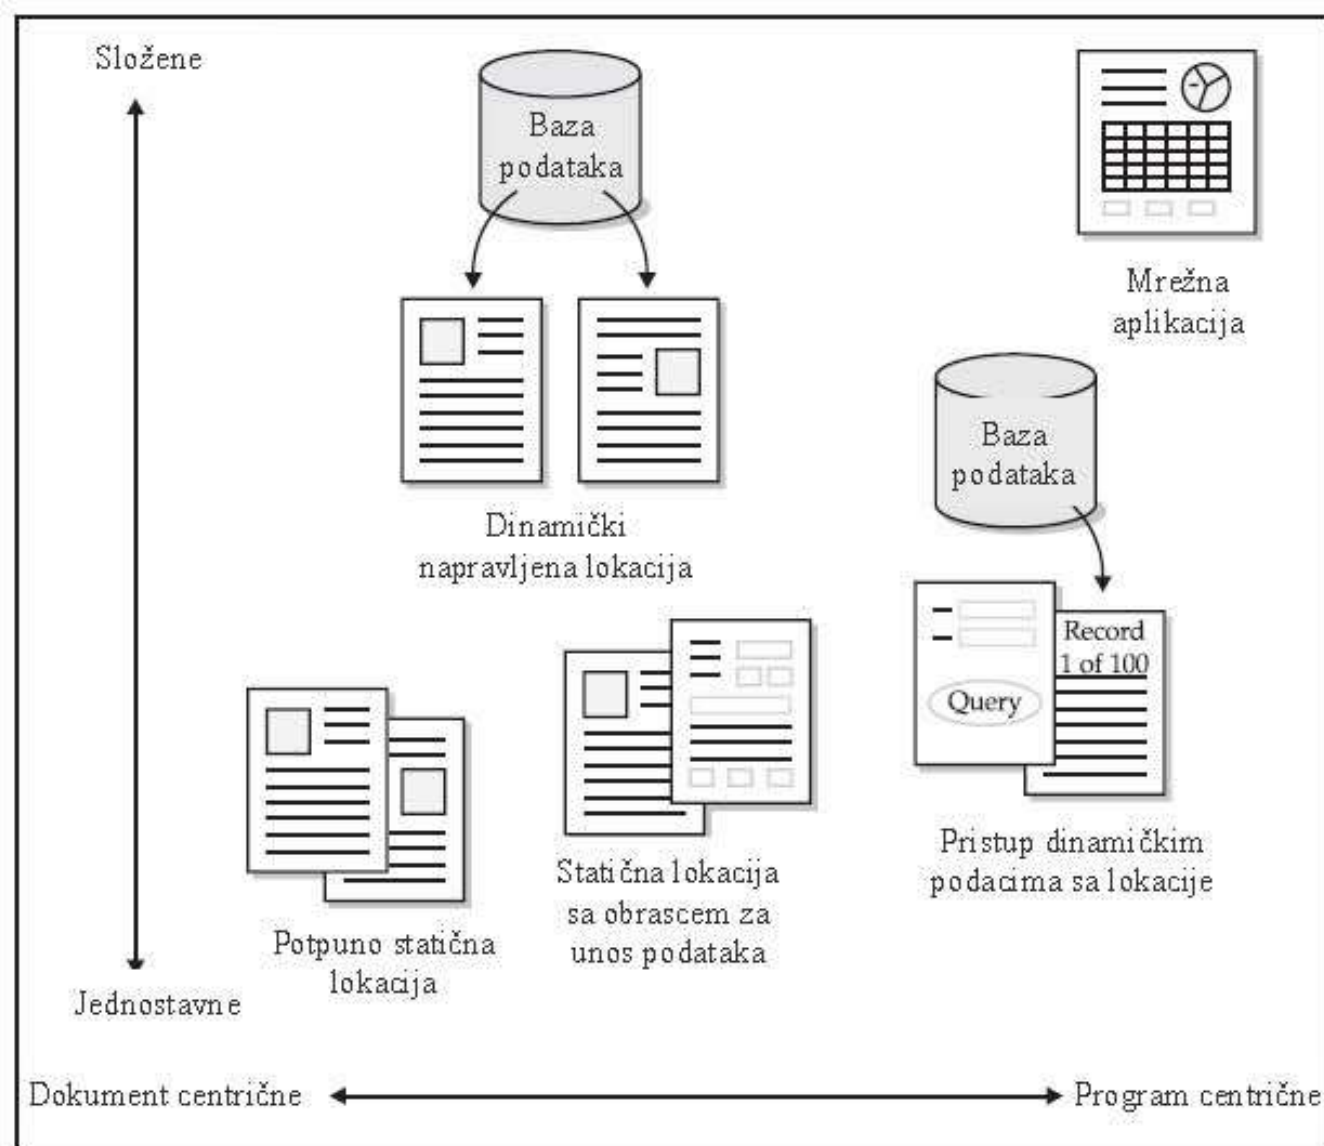 Složene
Baza
podataka
Mrežna
aplikacija
Baza
podataka
Dinamički
napravljena lokacija
Record
1 of 100
Query
Pristup dinamičkim
podacima sa lokacije
Statična lokacija
sa obrascem za
unos podataka
Potpuno statična
lokacija
Jednostavne
Dokument centrične
Program centrične